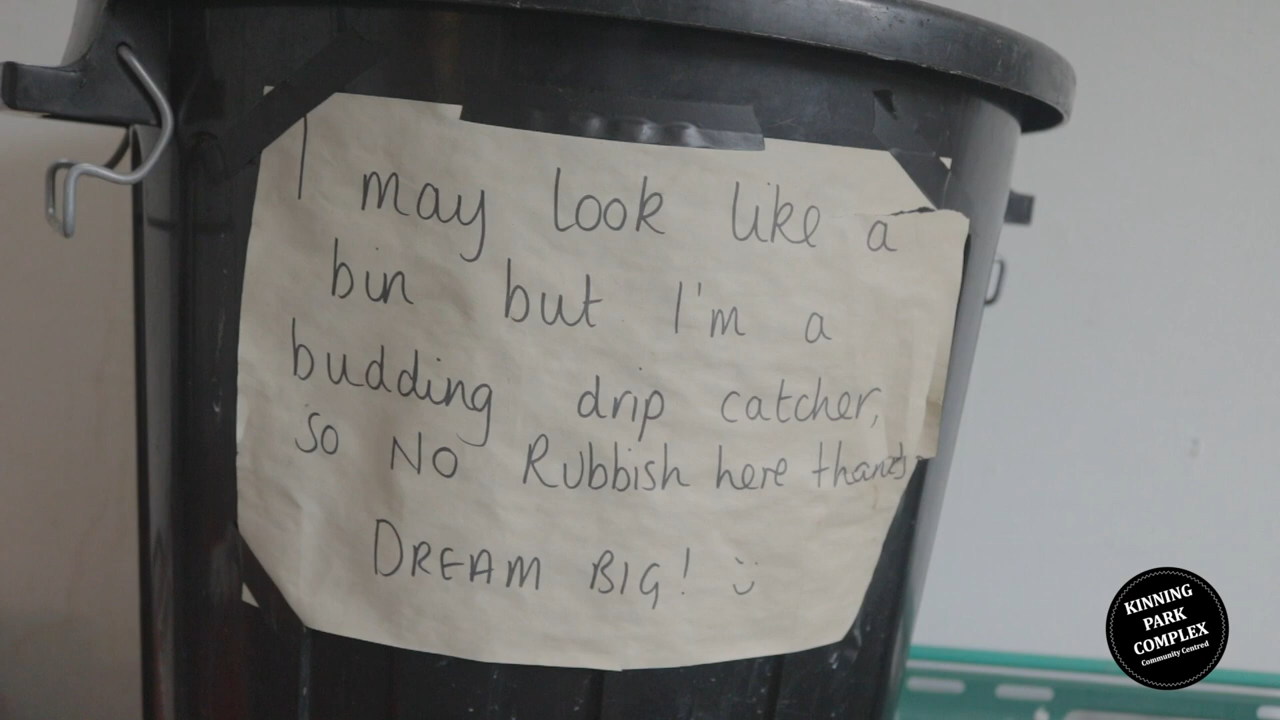 I may look like a
bin but I'm a
budding drip catcher,
so NO Rubbish here thanks
DREAM BIG! :)
KINNING
PARK
COMPLEX
Community Centred